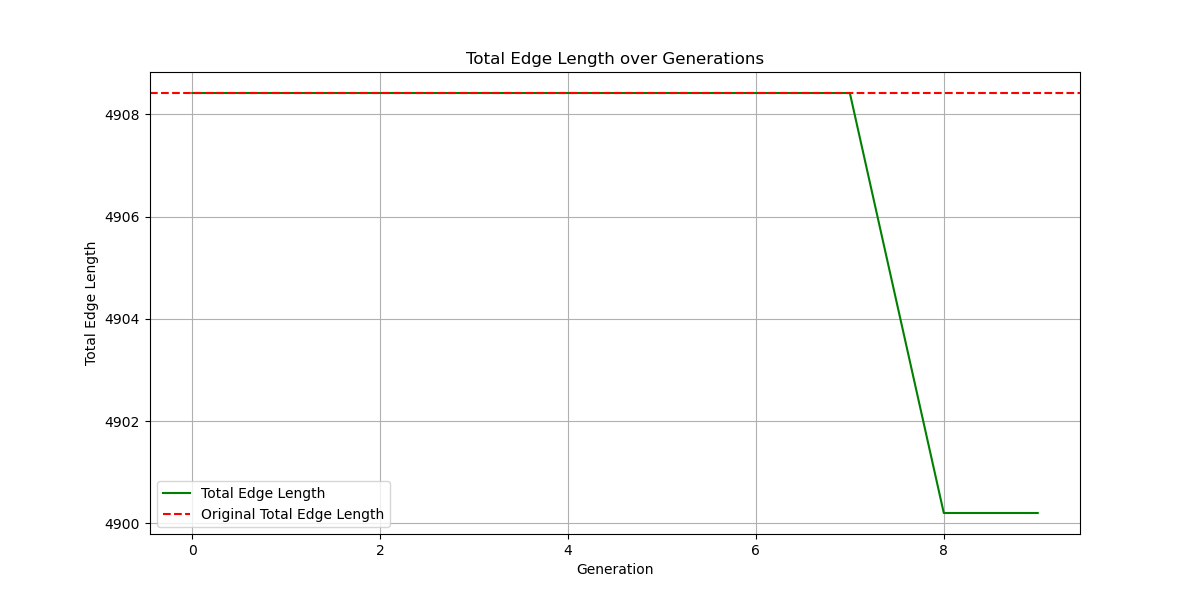 Total Edge Length over Generations
4908
4906
4904
4902
4900
Total Edge Length
Total Edge Length
Original Total Edge Length
0 2 4 6 8
Generation